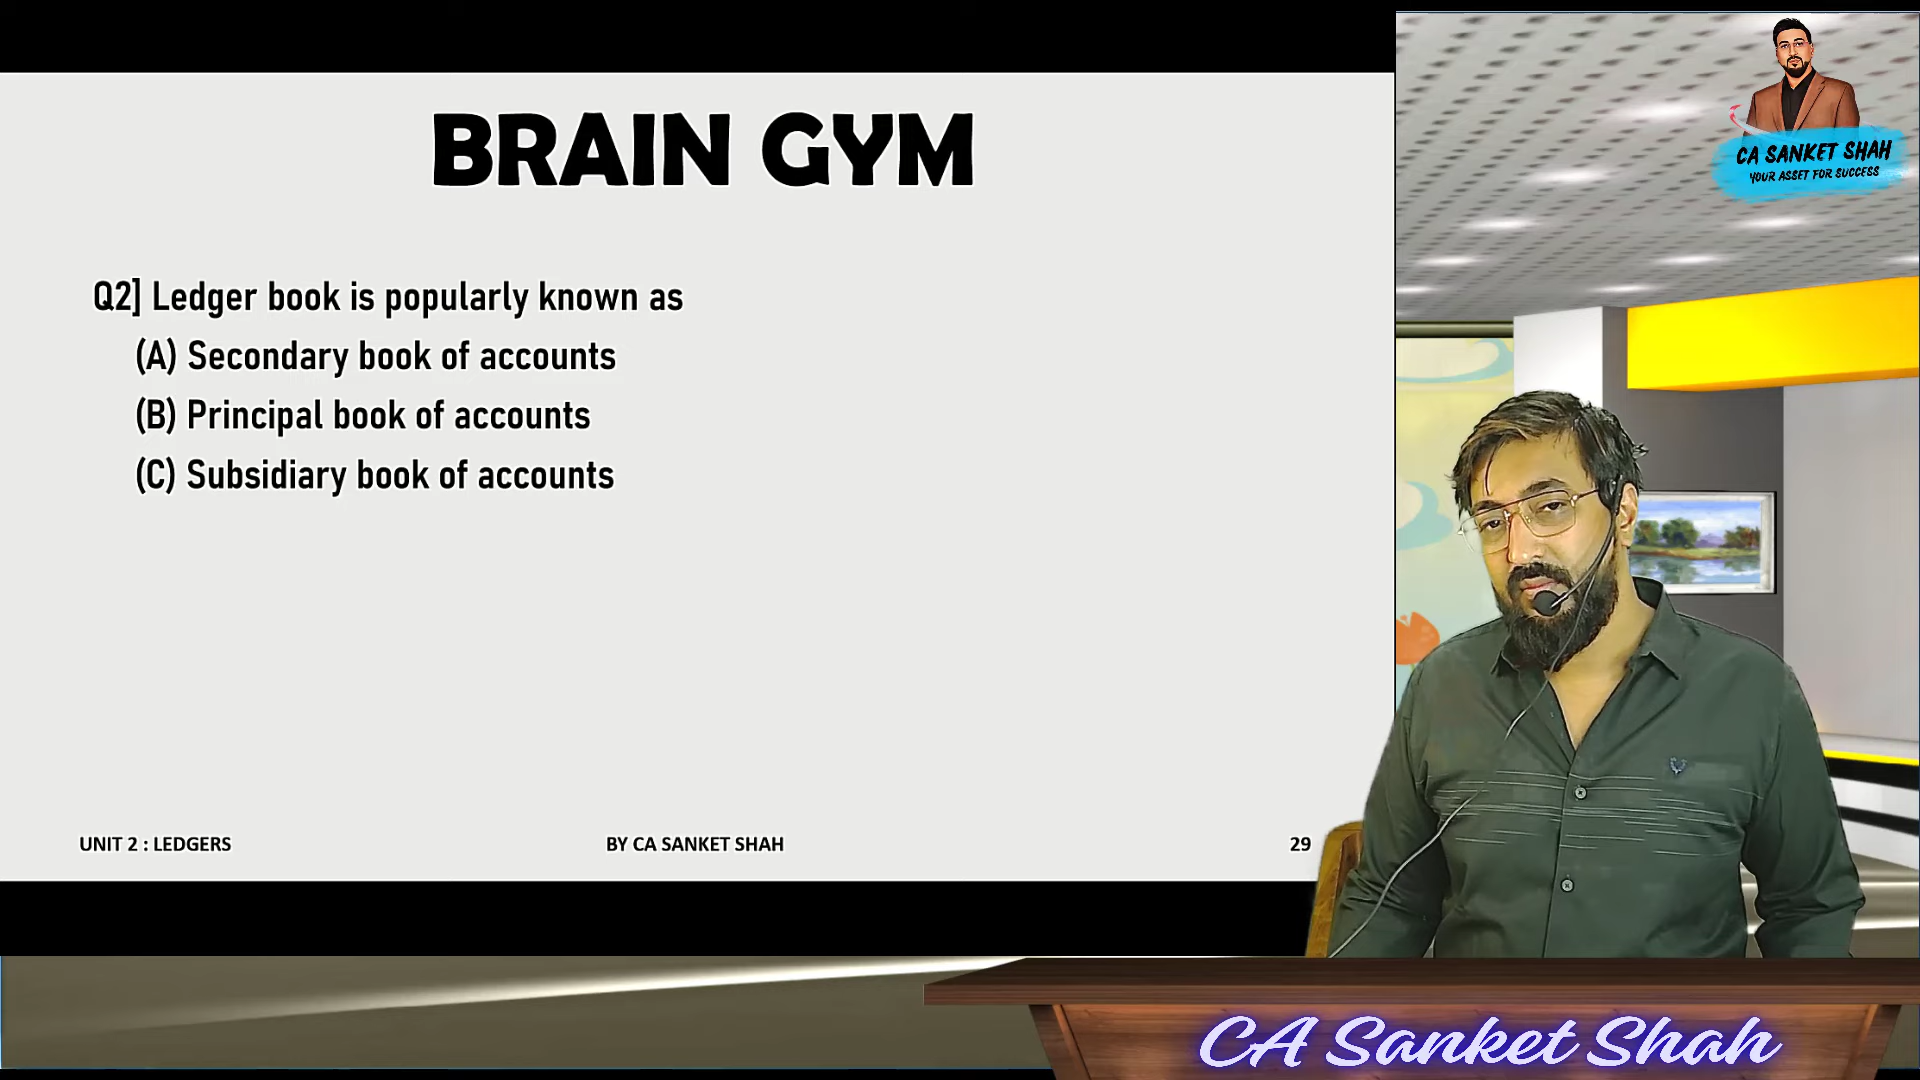 BRAIN GYM
Q2] Ledger book is popularly known as
(A) Secondary book of accounts
(B) Principal book of accounts
(C) Subsidiary book of accounts
UNIT 2 : LEDGERS
BY CA SANKET SHAH
29
CA SANKET SHAH
YOUR ASSET FOR SUCCESS
CA Sanket Shah